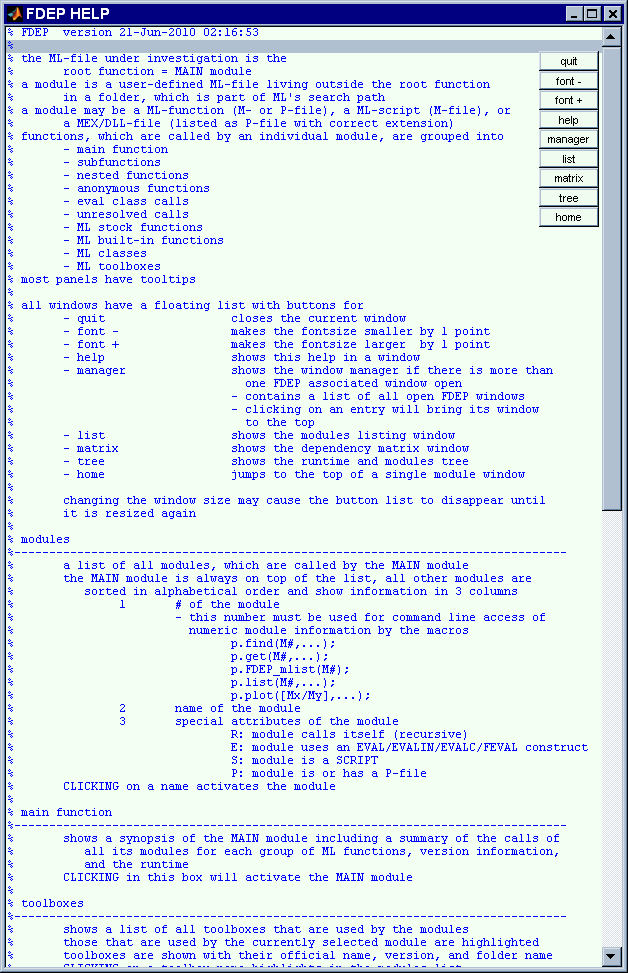 FDEP HELP
% FDEP  version 21-Jun-2010 02:16:53
%
% the ML-file under investigation is the
%       root function = MAIN module
% a module is a user-defined ML-file living outside the root function
%       in a folder, which is part of ML's search path
% a module may be a ML-function (M- or P-file), a ML-script (M-file), or
%       a MEX/DLL-file (listed as P-file with correct extension)
% functions, which are called by an individual module, are grouped into
%       - main function
%       - subfunctions
%       - nested functions
%       - anonymous functions
%       - eval class calls
%       - unresolved calls
%       - ML stock functions
%       - ML built-in functions
%       - ML classes
%       - ML toolboxes
% most panels have tooltips
%
% all windows have a floating list with buttons for
%       - quit                  closes the current window
%       - font -                makes the fontsize smaller by 1 point
%       - font +                makes the fontsize larger  by 1 point
%       - help                  shows this help in a window
%       - manager               shows the window manager if there is more than
%                                 one FDEP associated window open
%                               - contains a list of all open FDEP windows
%                               - clicking on an entry will bring its window
%                                 to the top
%       - list                  shows the modules listing window
%       - matrix                shows the dependency matrix window
%       - tree                  shows the runtime and modules tree
%       - home                  jumps to the top of a single module window
%
%       changing the window size may cause the button list to disappear until
%       it is resized again
%
% modules
%-------------------------------------------------------------------------------
%       a list of all modules, which are called by the MAIN module
%       the MAIN module is always on top of the list, all other modules are
%          sorted in alphabetical order and show information in 3 columns
%               1       # of the module
%                       - this number must be used for command line access of
%                         numeric module information by the macros
%                               p.find(M#,...);
%                               p.get(M#,...);
%                               p.FDEP_mlist(M#);
%                               p.list(M#,...);
%                               p.plot([Mx/My],...);
%               2       name of the module
%               3       special attributes of the module
%                               R: module calls itself (recursive)
%                               E: module uses an EVAL/EVALIN/EVALC/FEVAL construct
%                               S: module is a SCRIPT
%                               P: module is or has a P-file
%       CLICKING on a name activates the module
%
% main function
%-------------------------------------------------------------------------------
%       shows a synopsis of the MAIN module including a summary of the calls of
%          all its modules for each group of ML functions, version information,
%          and the runtime
%       CLICKING in this box will activate the MAIN module
%
% toolboxes
%-------------------------------------------------------------------------------
%       shows a list of all toolboxes that are used by the modules
%       those that are used by the currently selected module are highlighted
%       toolboxes are shown with their official name, version, and folder name
%       CLICKING on a toolbox name highlights in the modules list
quit
font -
font +
help
manager
list
matrix
tree
home